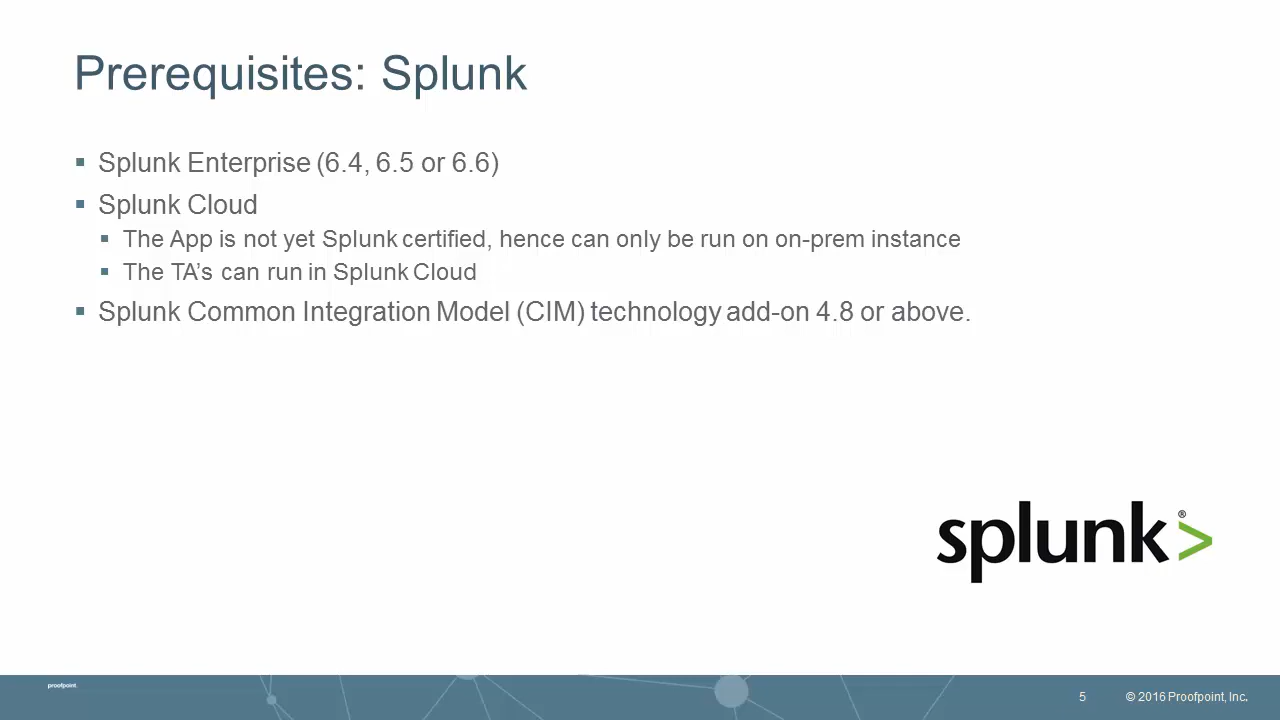 Prerequisites: Splunk
▪ Splunk Enterprise (6.4, 6.5 or 6.6)
▪ Splunk Cloud
▪ The App is not yet Splunk certified, hence can only be run on on-prem instance
▪ The TA's can run in Splunk Cloud
▪ Splunk Common Integration Model (CIM) technology add-on 4.8 or above.
splunk>®
proofpoint.
5
© 2016 Proofpoint, Inc.